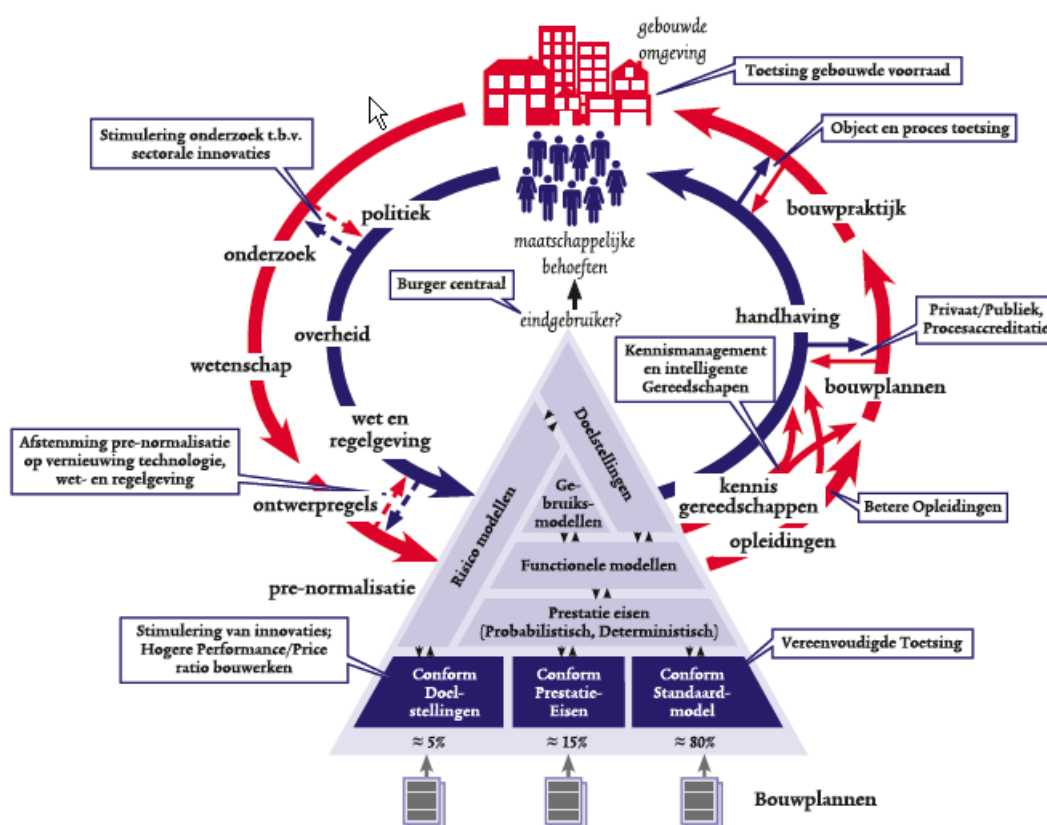 gebouwde
omgeving
Toetsing gebouwde voorraad
Stimulering onderzoek t.b.v.
sectorale innovaties
Object en proces toetsing
politiek
onderzoek
bouwpraktijk
maatschappelijke
behoeften
Burger centraal
eindgebruiker?
overheid
wetenschap
handhaving
Privaat/Publiek,
Procesaccreditatie
Kennismanagement
en intelligente
Gereedschapen
bouwplannen
wet en
regelgeving
Afstemming pre-normalisatie
op vernieuwing technologie,
wet- en regelgeving
ontwerpregels
pre-normalisatie
Doelstellingen
Risico modellen
Ge-
bruiks-
modellen
Functionele modellen
Prestatie eisen
(Probabilistisch, Deterministisch)
kennis
gereedschappen
opleidingen
Betere Opleidingen
Stimulering van innovaties;
Hogere Performance/Price
ratio bouwerken
Vereenvoudigde Toetsing
Conform
Doel-
stellingen
Conform
Prestatie-
Eisen
Conform
Standaard-
model
≈ 5%
≈ 15%
≈ 80%
Bouwplannen